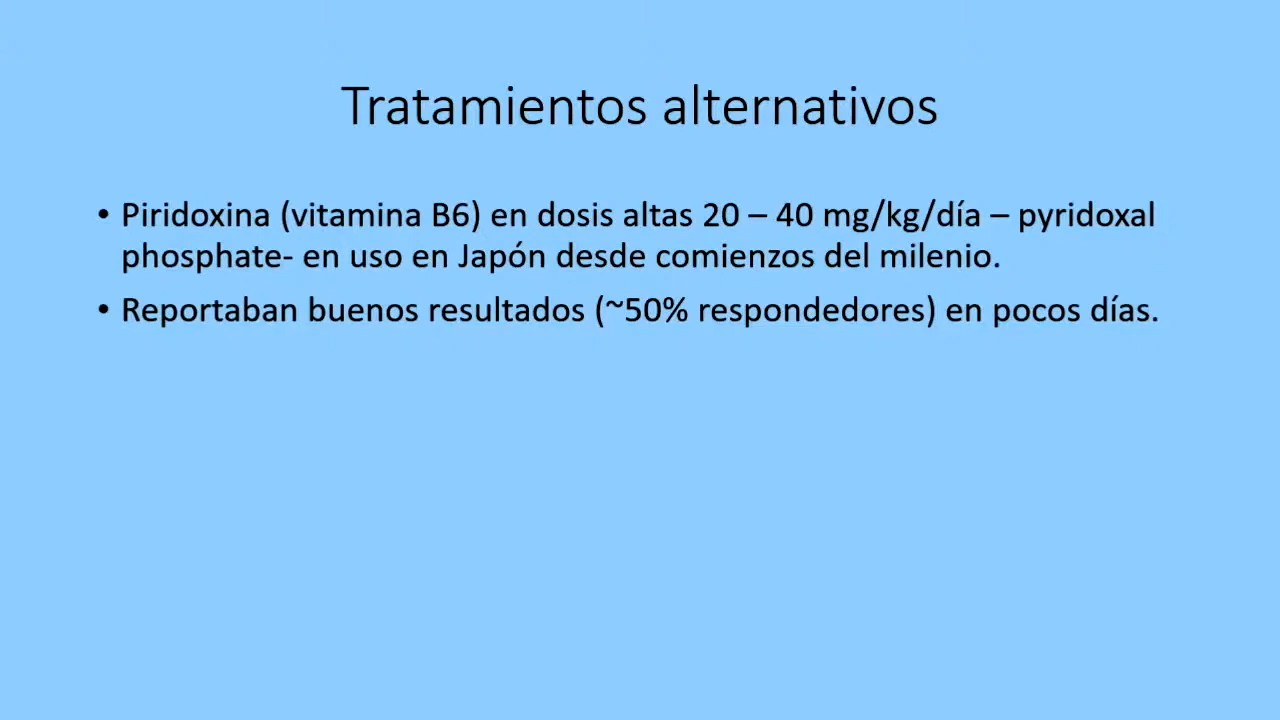 Tratamientos alternativos
• Piridoxina (vitamina B6) en dosis altas 20 – 40 mg/kg/día – pyridoxal
phosphate- en uso en Japón desde comienzos del milenio.
• Reportaban buenos resultados (~50% respondedores) en pocos días.